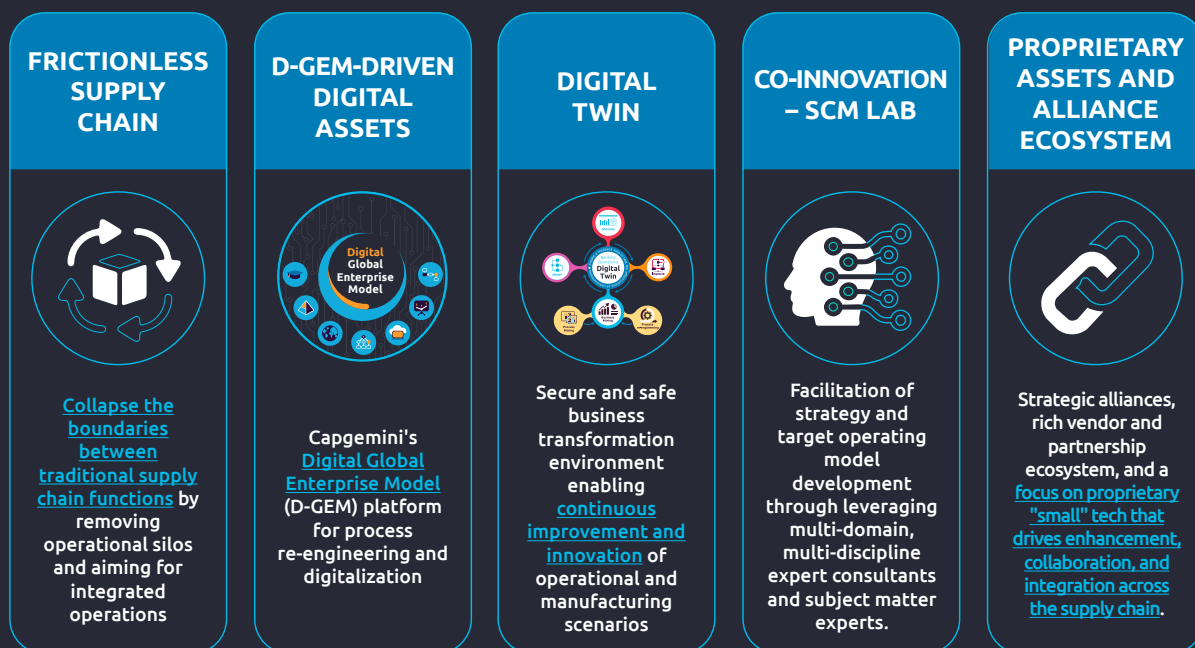 FRICTIONLESS
SUPPLY
CHAIN
Collapse the
boundaries
between
traditional supply
chain functions by
removing
operational silos
and aiming for
integrated
operations
D-GEM-DRIVEN
DIGITAL
ASSETS
Digital
Global
Enterprise
Model
Capgemini's
Digital Global
Enterprise Model
(D-GEM) platform
for process
re-engineering and
digitalization
DIGITAL
TWIN
Digital
Twin
Secure and safe
business
transformation
environment
enabling
continuous
improvement and
innovation of
operational and
manufacturing
scenarios
CO-INNOVATION
– SCM LAB
Facilitation of
strategy and
target operating
model
development
through leveraging
multi-domain,
multi-discipline
expert consultants
and subject matter
experts.
PROPRIETARY
ASSETS AND
ALLIANCE
ECOSYSTEM
Strategic alliances,
rich vendor and
partnership
ecosystem, and a
focus on proprietary
"small" tech that
drives enhancement,
collaboration, and
integration across
the supply chain.